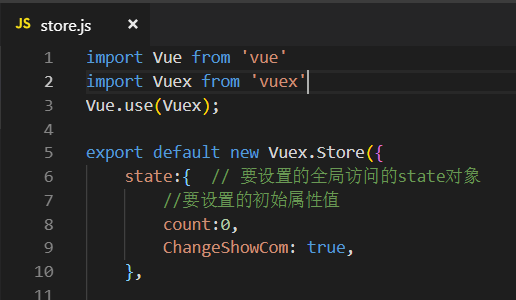 JS store.js ×
1 import Vue from 'vue'
2 import Vuex from 'vuex'
3 Vue.use(Vuex);
4
5 export default new Vuex.Store({
6 state:{ // 要设置的全局访问的state对象
7 //要设置的初始属性值
8 count:0,
9 ChangeShowCom: true,
10 },
11